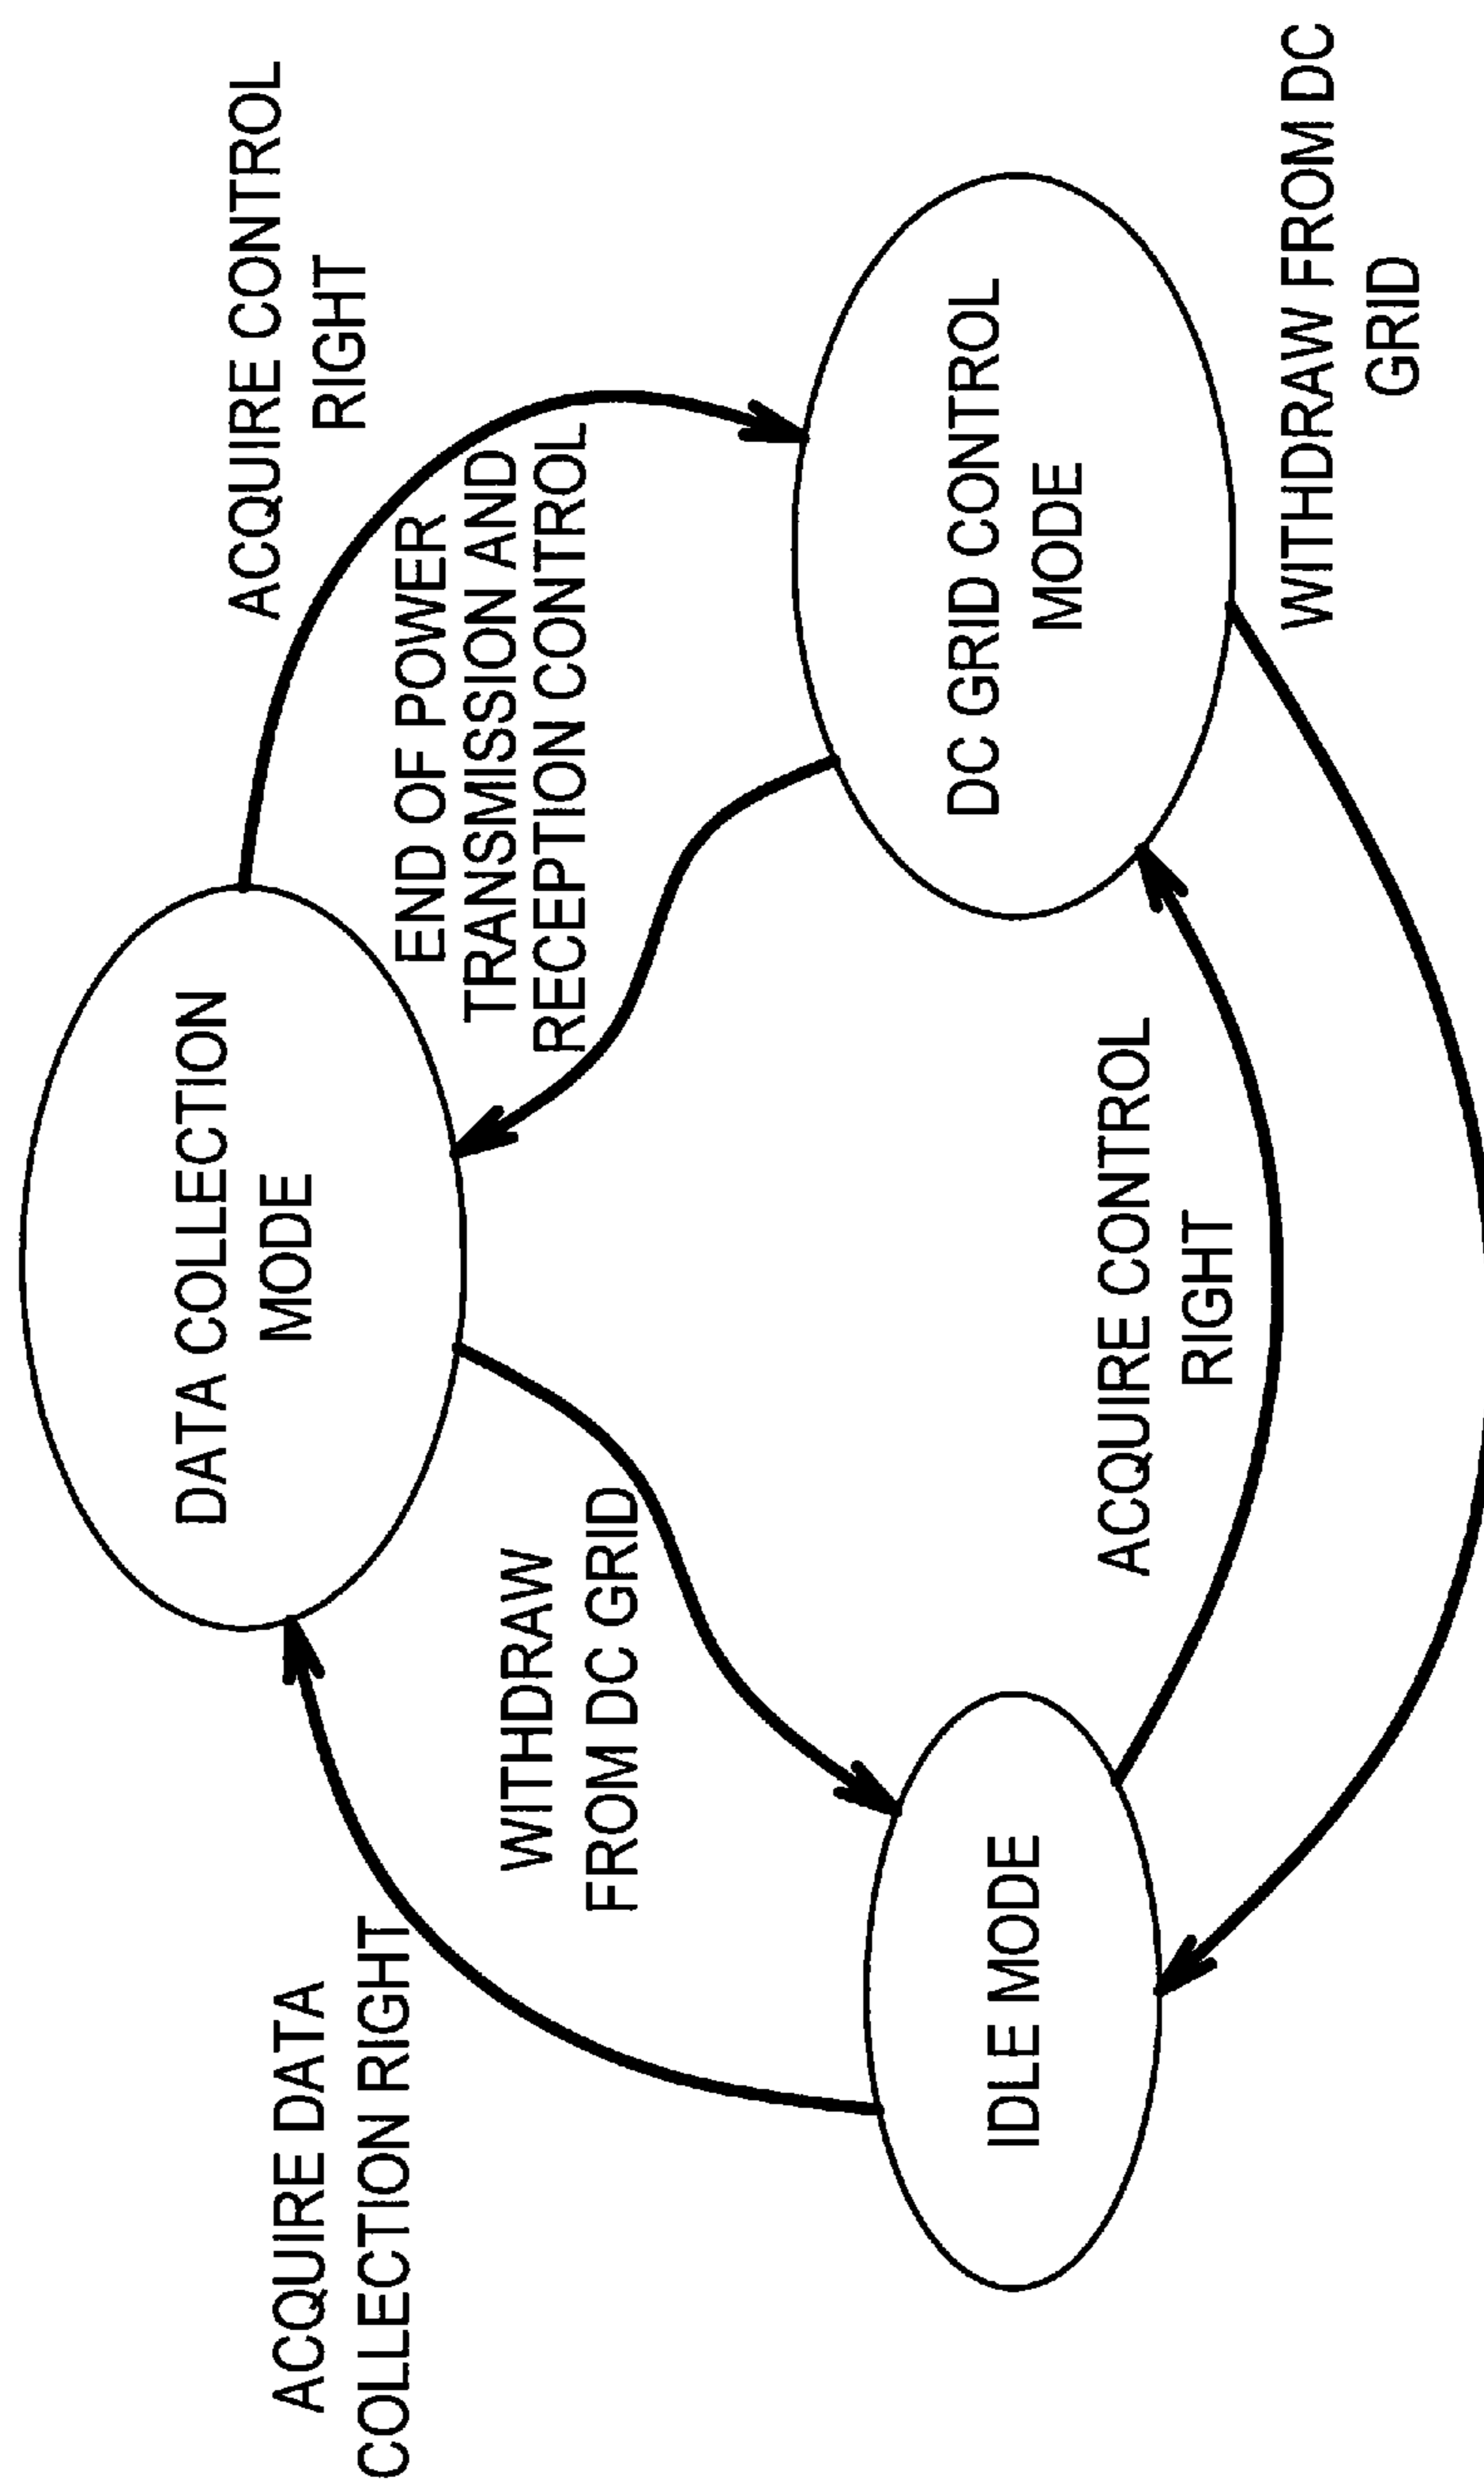 DATA COLLECTION
MODE
ACQUIRE CONTROL
RIGHT
ACQUIRE DATA
COLLECTION RIGHT
END OF POWER
TRANSMISSION AND
RECEPTION CONTROL
WITHDRAW
FROM DC GRID
IDLE MODE
DC GRID CONTROL
MODE
ACQUIRE CONTROL
RIGHT
WITHDRAW FROM DC
GRID